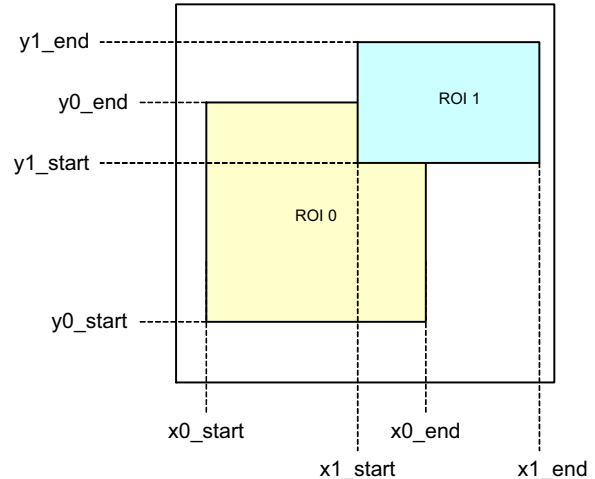 y1_end
y0_end
ROI 1
y1_start
ROI 0
y0_start
x0_start
x0_end
x1_start
x1_end